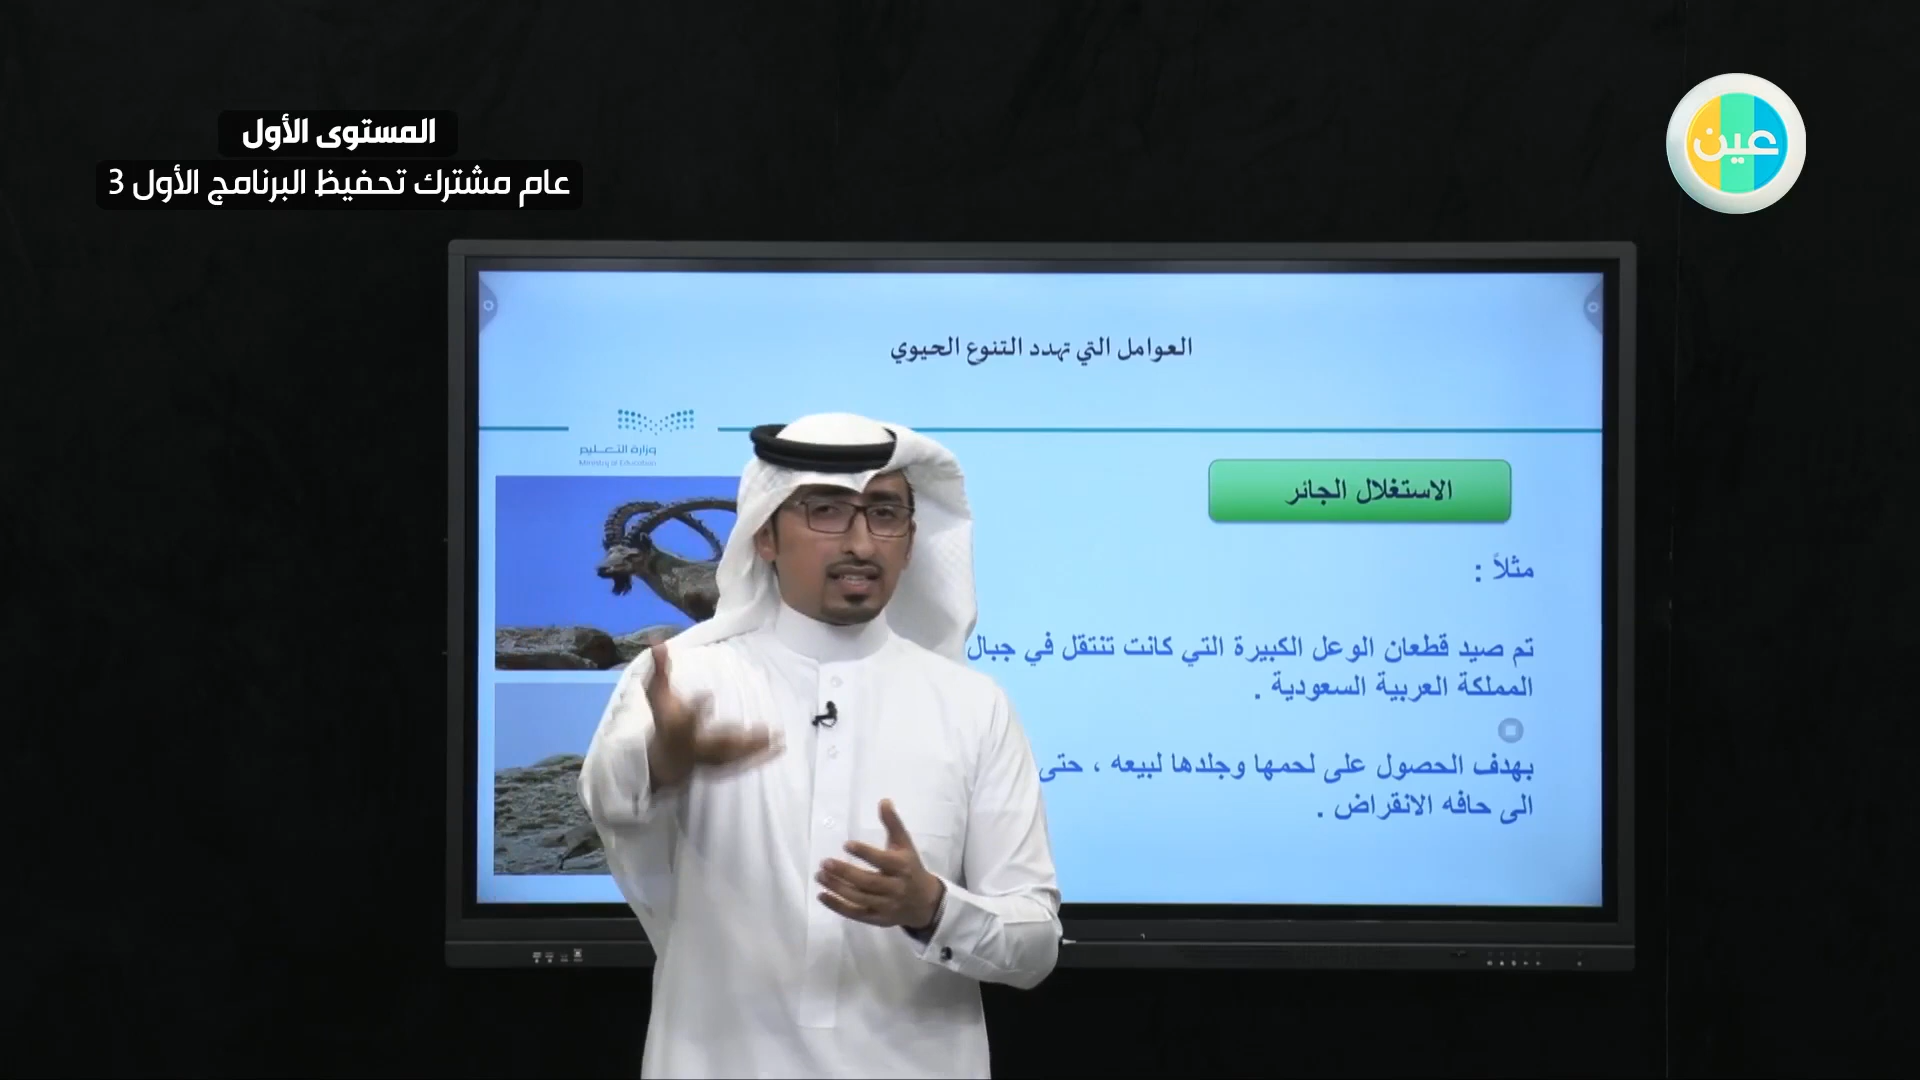 المستوى الأول
عام مشترك تحفيظ البرنامج الأول 3
عين
العوامل التي تهدد التنوع الحيوي
وزارة التعليم
Ministry of Education
الاستغلال الجائر
مثلاً :
تم صيد قطعان الوعل الكبيرة التي كانت تنتقل في جبال
المملكة العربية السعودية .
بهدف الحصول على لحمها وجلدها لبيعه ، حتى
الى حافه الانقراض .